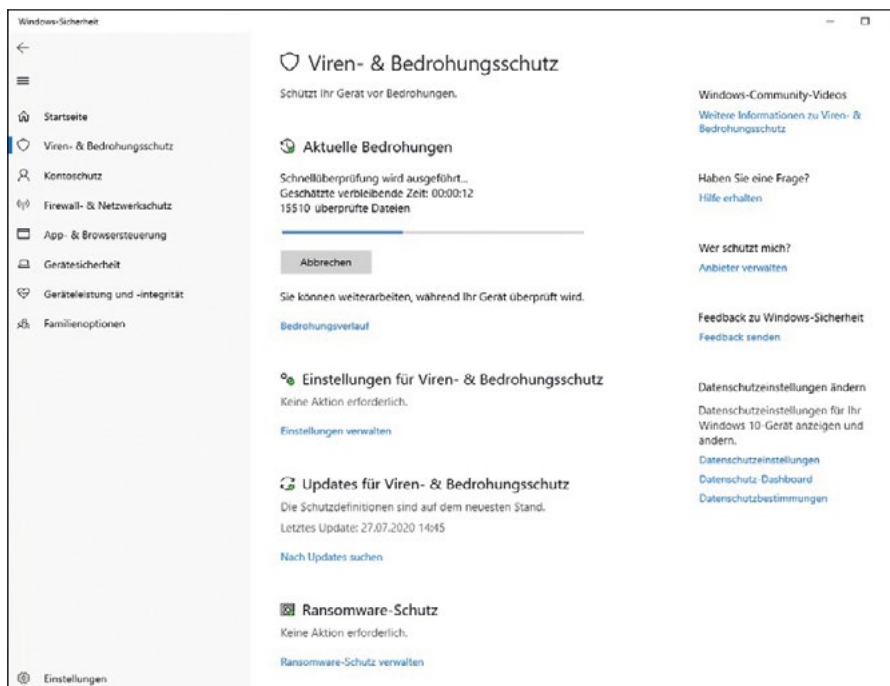 Windows-Sicherheit
Startseite
Viren- & Bedrohungsschutz
Kontoschutz
Firewall- & Netzwerkschutz
App- & Browsersteuerung
Gerätesicherheit
Geräteleistung und -integrität
Familienoptionen
Einstellungen
Viren- & Bedrohungsschutz
Schützt Ihr Gerät vor Bedrohungen.
Aktuelle Bedrohungen
Schnellüberprüfung wird ausgeführt...
Geschätzte verbleibende Zeit: 00:00:12
15510 überprüfte Dateien
Abbrechen
Sie können weiterarbeiten, während Ihr Gerät überprüft wird.
Bedrohungsverlauf
Einstellungen für Viren- & Bedrohungsschutz
Keine Aktion erforderlich.
Einstellungen verwalten
Updates für Viren- & Bedrohungsschutz
Die Schutzdefinitionen sind auf dem neuesten Stand.
Letztes Update: 27.07.2020 14:45
Nach Updates suchen
Ransomware-Schutz
Keine Aktion erforderlich.
Ransomware-Schutz verwalten
Windows-Community-Videos
Weitere Informationen zu Viren- &
Bedrohungsschutz
Haben Sie eine Frage?
Hilfe erhalten
Wer schützt mich?
Anbieter verwalten
Feedback zu Windows-Sicherheit
Feedback senden
Datenschutzeinstellungen ändern
Datenschutzeinstellungen für Ihr
Windows 10-Gerät anzeigen und
ändern.
Datenschutzeinstellungen
Datenschutz-Dashboard
Datenschutzbestimmungen